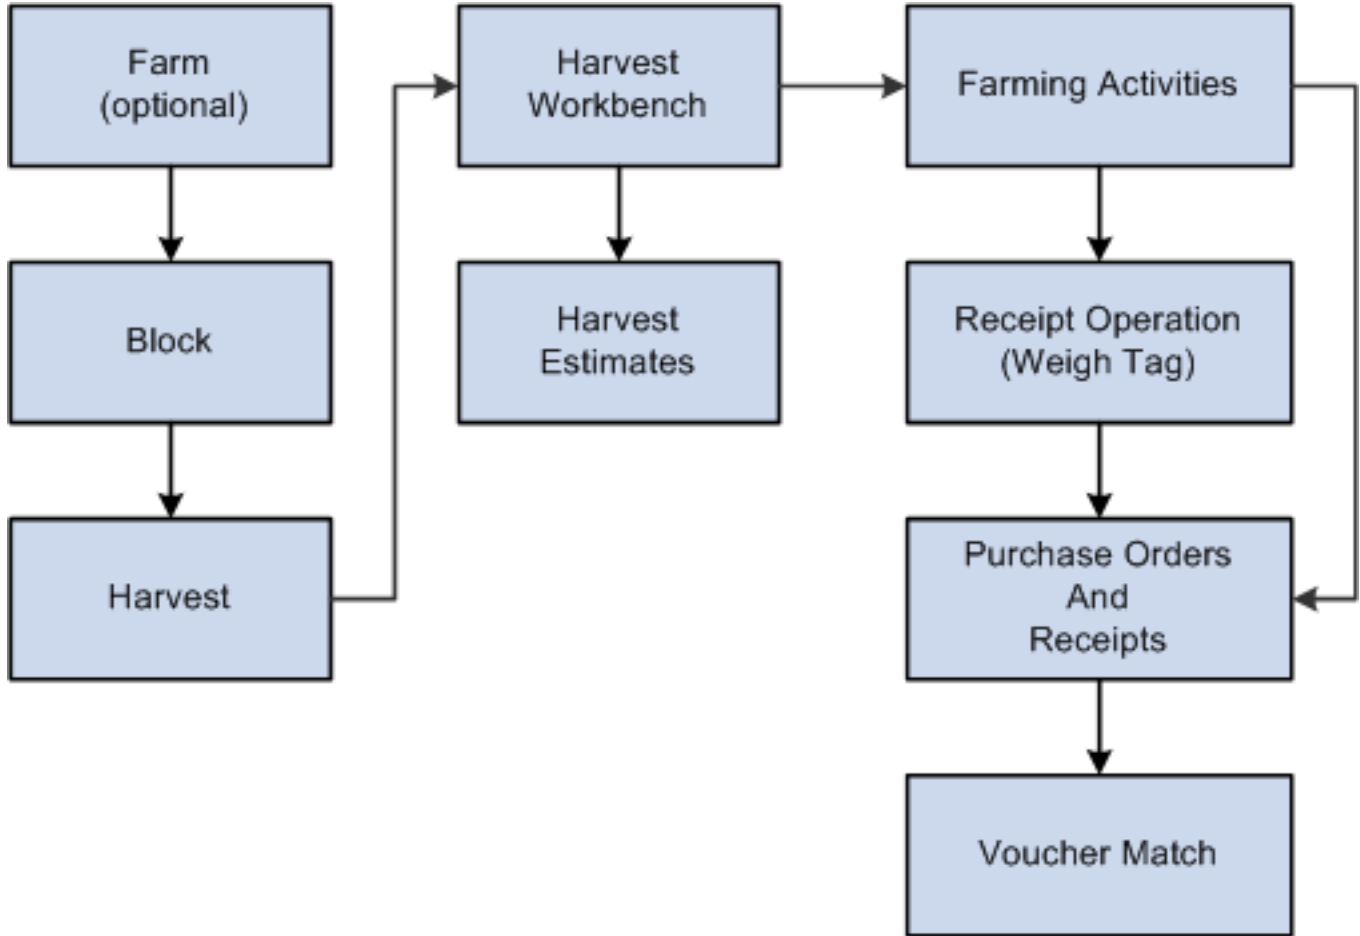 Farm
(optional)
Block
Harvest
Harvest
Workbench
Harvest
Estimates
Farming Activities
Receipt Operation
(Weigh Tag)
Purchase Orders
And
Receipts
Voucher Match